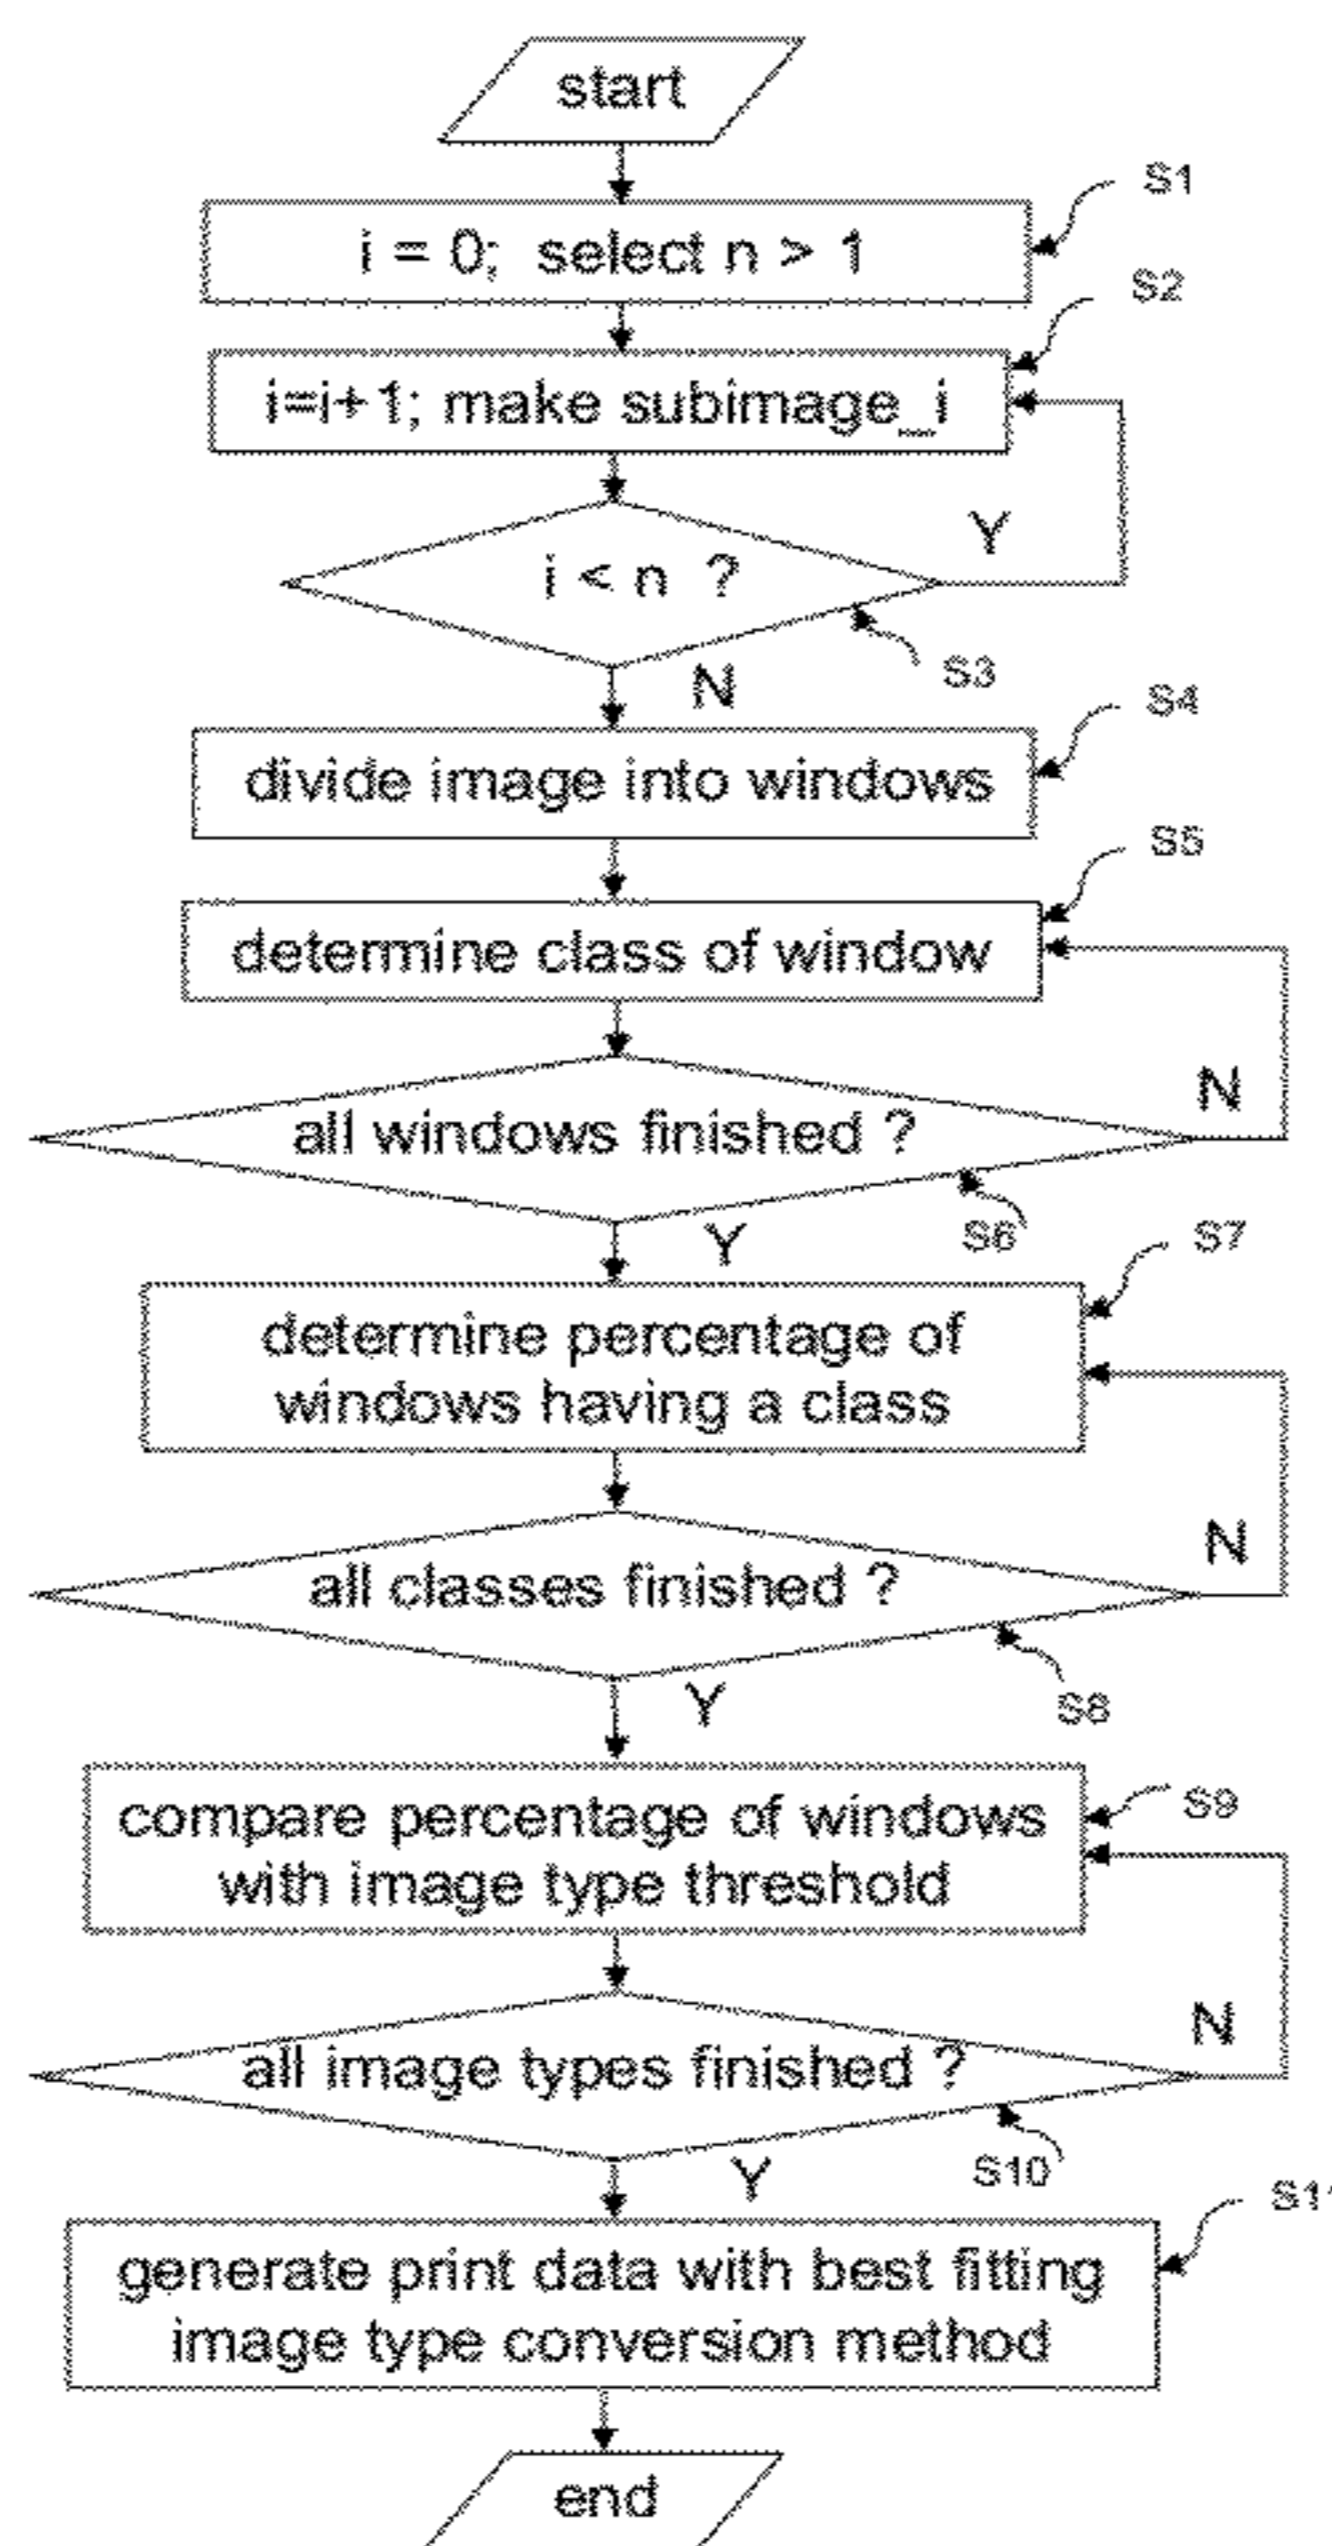 start
S1
i = 0; select n > 1
S2
i=i+1; make subimage_i
Y
i < n ?
S3
N
S4
divide image into windows
S5
determine class of window
N
all windows finished ?
S6
Y
S7
determine percentage of
windows having a class
N
all classes finished ?
S8
Y
S9
compare percentage of windows
with image type threshold
N
all image types finished ?
S10
Y
S11
generate print data with best fitting
image type conversion method
end